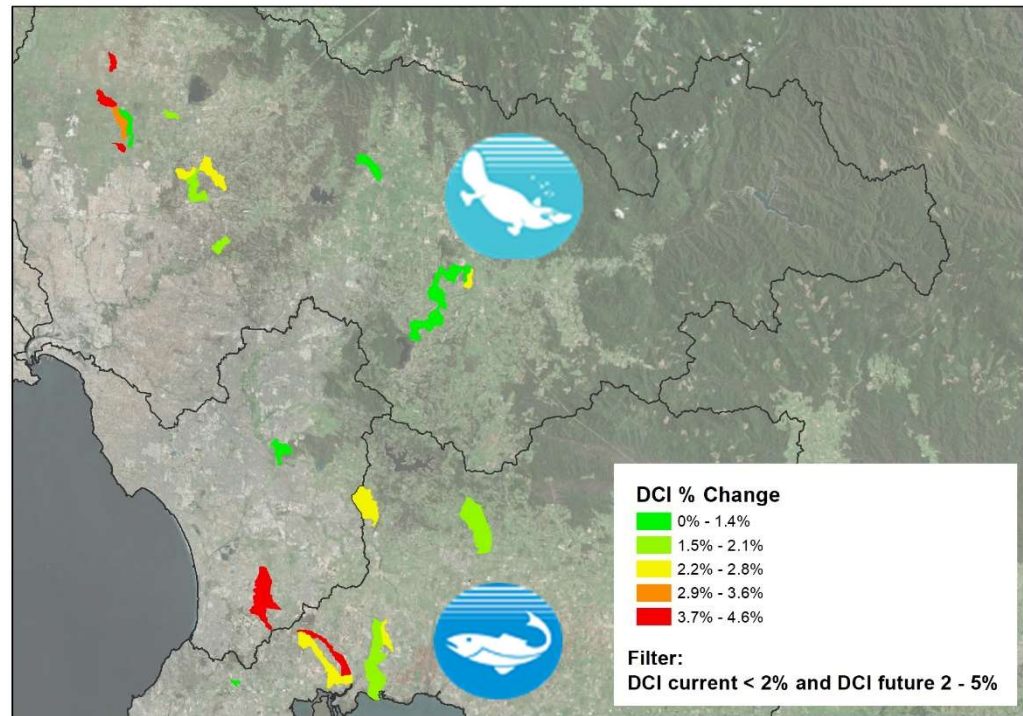 DCI % Change
0% - 1.4%
1.5% - 2.1%
2.2% - 2.8%
2.9% - 3.6%
3.7% - 4.6%
Filter:
DCI current < 2% and DCI future 2 - 5%